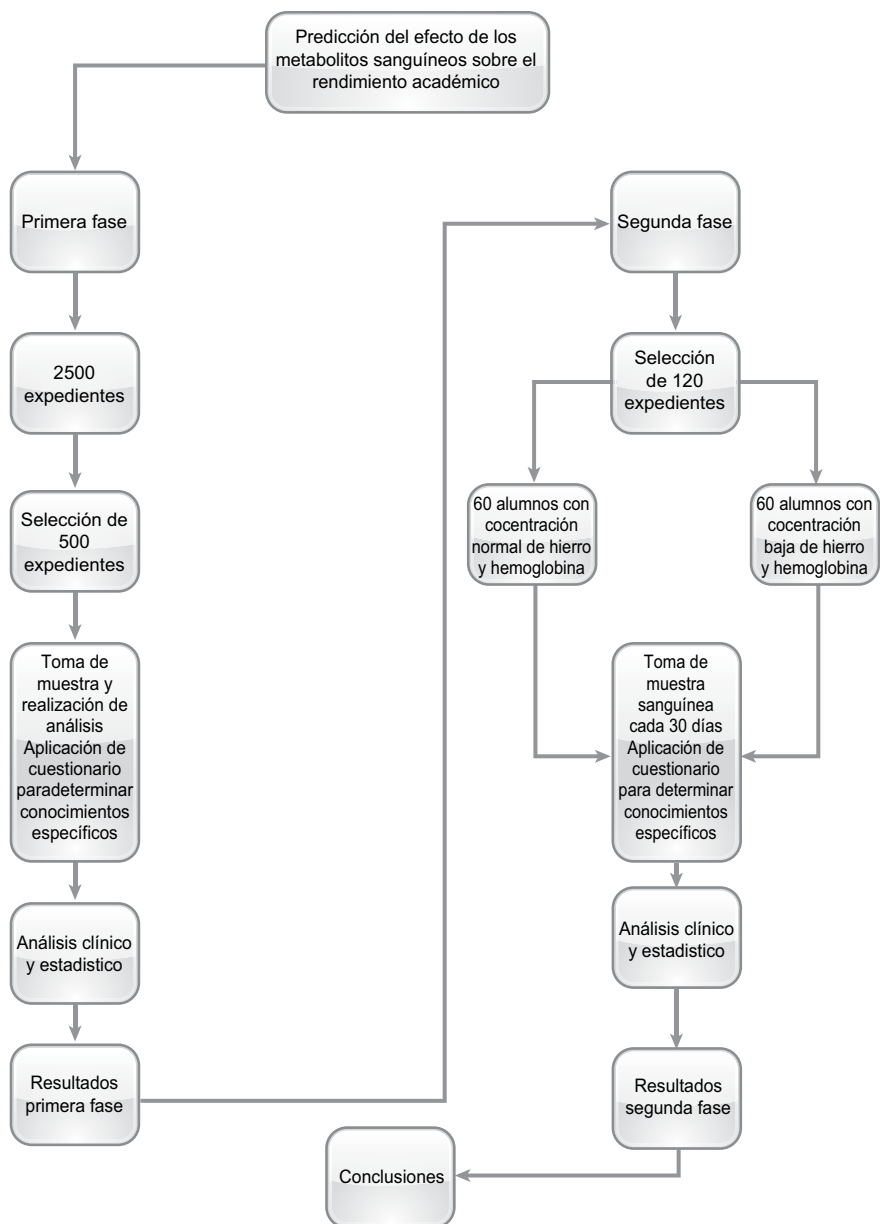 Predicción del efecto de los
metabolitos sanguíneos sobre el
rendimiento académico
Primera fase
2500
expedientes
Selección de
500
expedientes
Toma de
muestra y
realización de
análisis
Aplicación de
cuestionario
paradeterminar
conocimientos
específicos
Análisis clínico
y estadistico
Resultados
primera fase
Segunda fase
Selección
de 120
expedientes
60 alumnos con
cocentración
normal de hierro
y hemoglobina
60 alumnos con
cocentración
baja de hierro
y hemoglobina
Toma de
muestra
sanguínea
cada 30 días
Aplicación de
cuestionario
para determinar
conocimientos
específicos
Análisis clínico
y estadistico
Resultados
segunda fase
Conclusiones